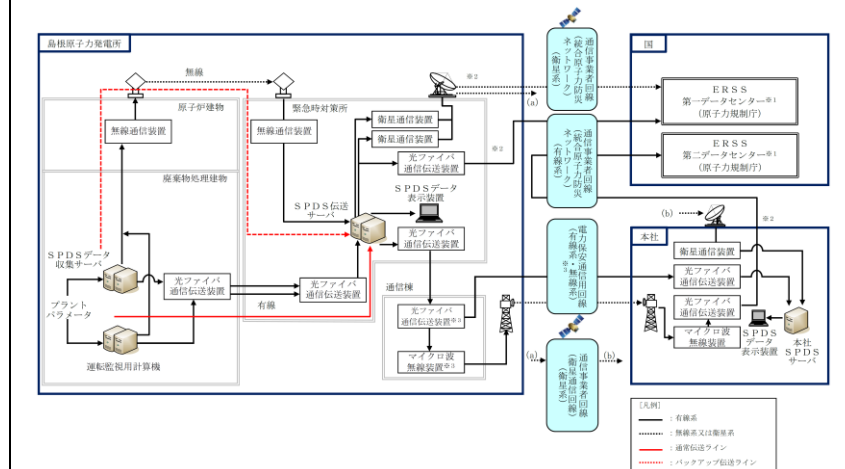 島根原子力発電所
無線
原子炉建物
無線通信装置
廃棄物処理建物
SPDSデータ
収集サーバ
プラント
パラメータ
運転監視用計算機
光ファイバ
通信伝送装置
有線
緊急時対策所
無線通信装置
SPDS伝送
サーバ
光ファイバ
通信伝送装置
衛星通信装置
衛星通信装置
光ファイバ
通信伝送装置
SPDSデータ
表示装置
光ファイバ
通信伝送装置
通信棟
光ファイバ
通信伝送装置※3
マイクロ波
無線装置※3
※2
(a)
※2
通信事業者回線
(統合原子力防災
ネットワーク)
(衛星系)
通信事業者回線
(統合原子力防災
ネットワーク)
(有線系)
電力保安通信用回線
(有線系・無線系)
※3
(a)
通信事業者回線
(衛星通信回線)
(衛星系)
(b)
国
ERSS
第一データセンター※1
(原子力規制庁)
ERSS
第二データセンター※1
(原子力規制庁)
(b)
※2
本社
衛星通信装置
光ファイバ
通信伝送装置
光ファイバ
通信伝送装置
マイクロ波
無線装置
SPDS
データ
表示装置
本社
SPDS
サーバ
[凡例]
:有線系
:無線系又は衛星系
:通常伝送ライン
:バックアップ伝送ライン